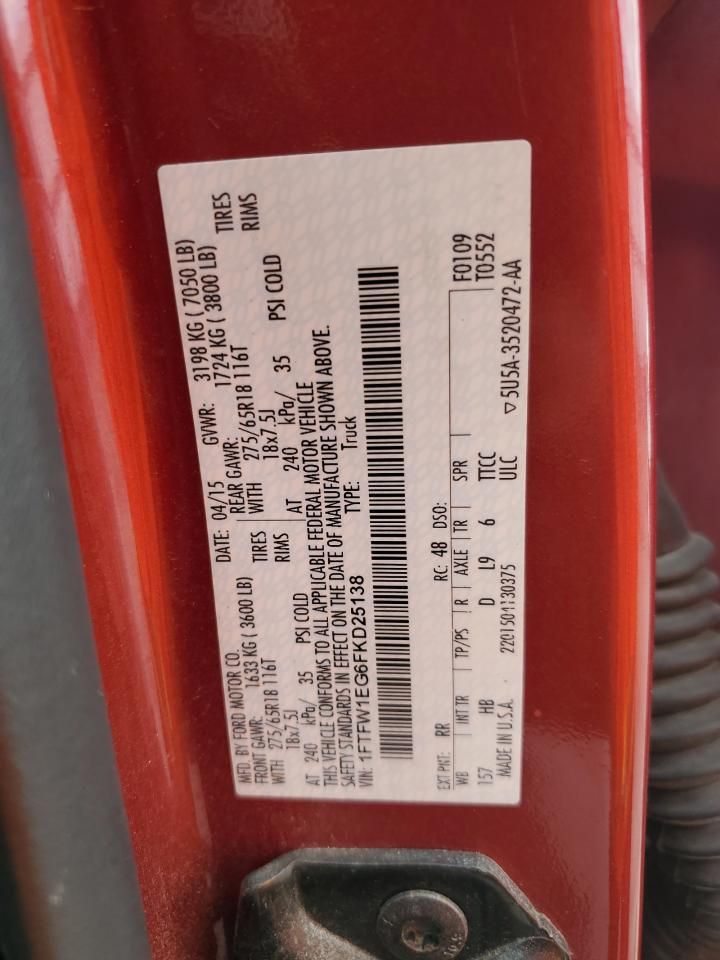 MFD. BY FORD MOTOR CO.
DATE: 04/15 GVWR: 3198 KG ( 7050 LB)
FRONT GAWR: 1633 KG ( 3600 LB)
REAR GAWR: 1724 KG ( 3800 LB)
WITH 275/65R18 116T TIRES
WITH 275/65R18 116T TIRES
18x7.5J RIMS
18x7.5J RIMS
AT 240 kPa/ 35 PSI COLD
AT 240 kPa/ 35 PSI COLD
THIS VEHICLE CONFORMS TO ALL APPLICABLE FEDERAL MOTOR VEHICLE
SAFETY STANDARDS IN EFFECT ON THE DATE OF MANUFACTURE SHOWN ABOVE.
VIN: 1FTFW1EG6FKD25138 TYPE: Truck
EXT PNT: RR RC: 48 DSO: F0109
T0552
WB INT TR TP/PS R AXLE TR SPR
157 HB D L9 6 TTCC
ULC
MADE IN U.S.A. 2201504130375 ▽ 5U5A-3520472-AA